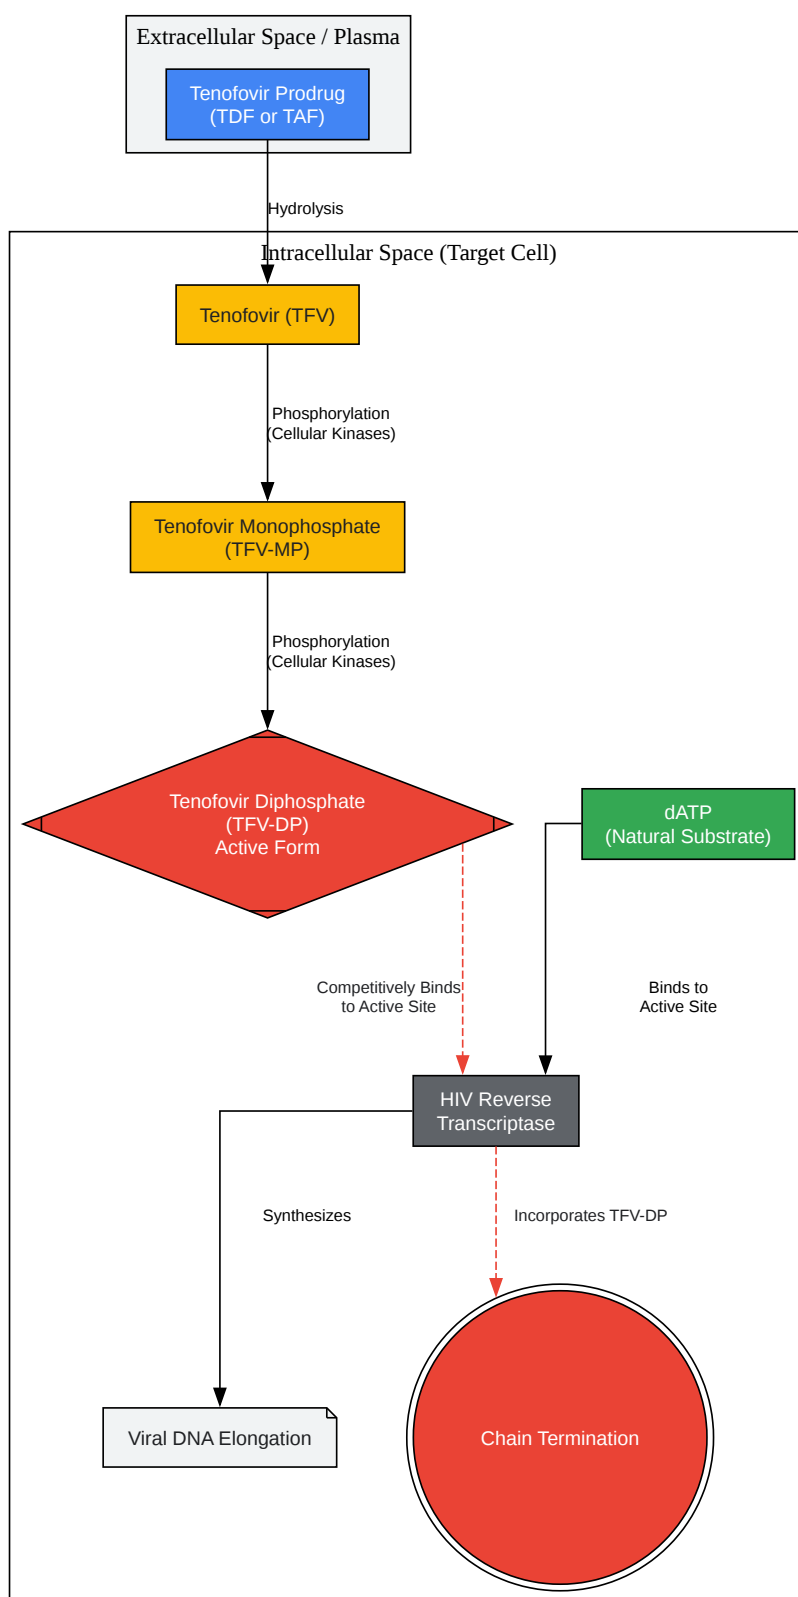 Extracellular Space / Plasma
Tenofovir Prodrug
(TDF or TAF)
Hydrolysis
Intracellular Space (Target Cell)
Tenofovir (TFV)
Phosphorylation
(Cellular Kinases)
Tenofovir Monophosphate
(TFV-MP)
Phosphorylation
(Cellular Kinases)
Tenofovir Diphosphate
(TFV-DP)
Active Form
dATP
(Natural Substrate)
Competitively Binds
to Active Site
Binds to
Active Site
HIV Reverse
Transcriptase
Synthesizes
Incorporates TFV-DP
Viral DNA Elongation
Chain Termination